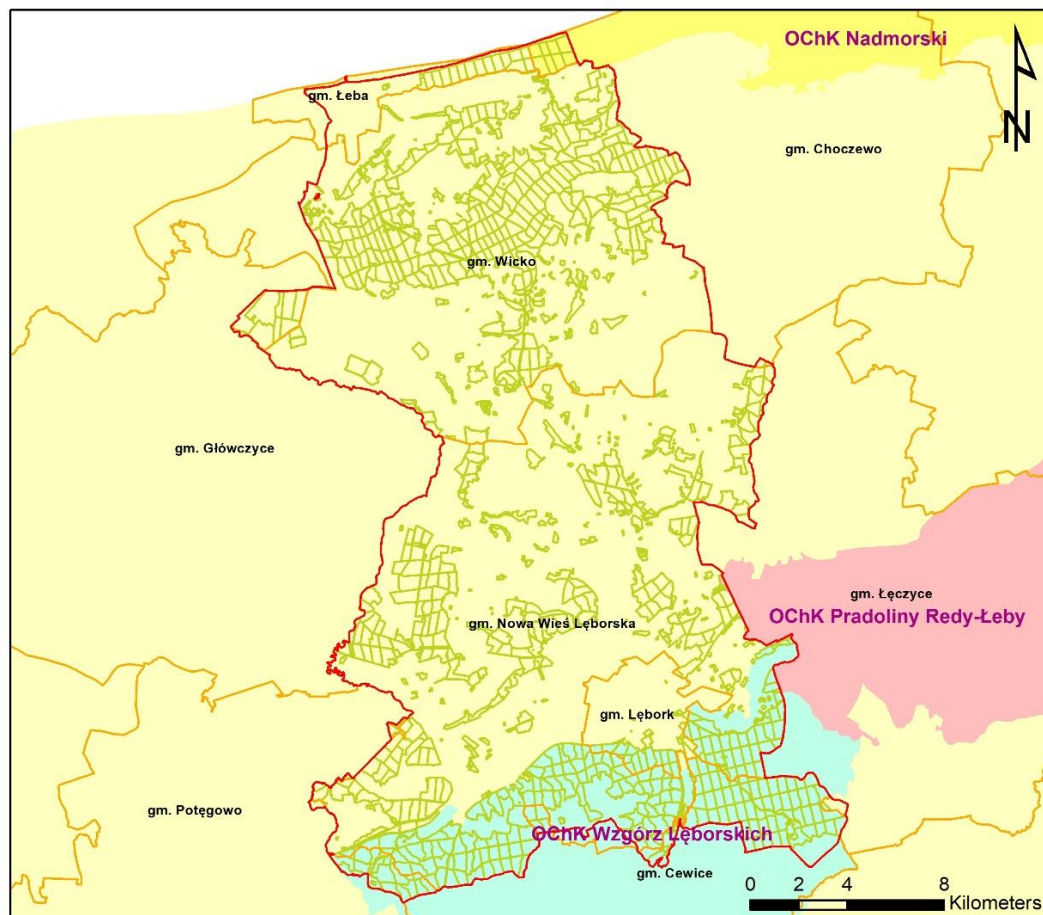 OChK Nadmorski
gm. Łeba
N
gm. Choczewo
gm. Wicko
gm. Główczyce
gm. Łęczyce
OChK Pradoliny Redy-Łeby
gm. Nowa Wieś Lęborska
gm. Lębork
gm. Potęgowo
OChK Wzgórz Lęborskich
gm. Cewice
0 2 4 8
Kilometers